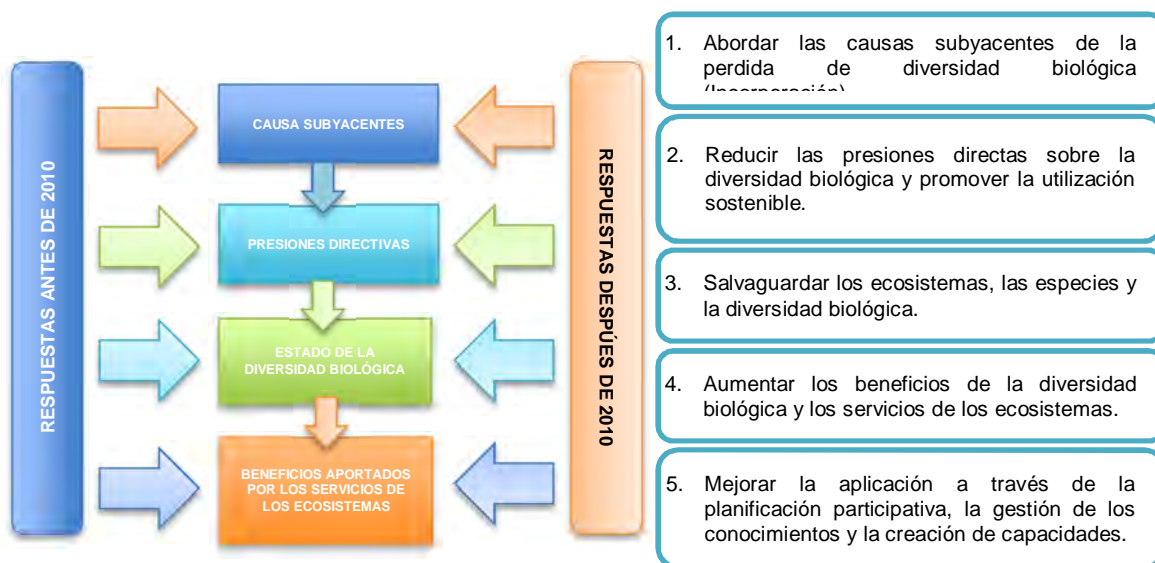 RESPUESTAS ANTES DE 2010
CAUSA SUBYACENTES
PRESIONES DIRECTIVAS
ESTADO DE LA
DIVERSIDAD BIOLÓGICA
BENEFICIOS APORTADOS
POR LOS SERVICIOS DE
LOS ECOSISTEMAS
RESPUESTAS DESPÚES DE 2010
1. Abordar las causas subyacentes de la
perdida de diversidad biológica
(Incorporación)
2. Reducir las presiones directas sobre la
diversidad biológica y promover la utilización
sostenible.
3. Salvaguardar los ecosistemas, las especies y
la diversidad biológica.
4. Aumentar los beneficios de la diversidad
biológica y los servicios de los ecosistemas.
5. Mejorar la aplicación a través de la
planificación participativa, la gestión de los
conocimientos y la creación de capacidades.